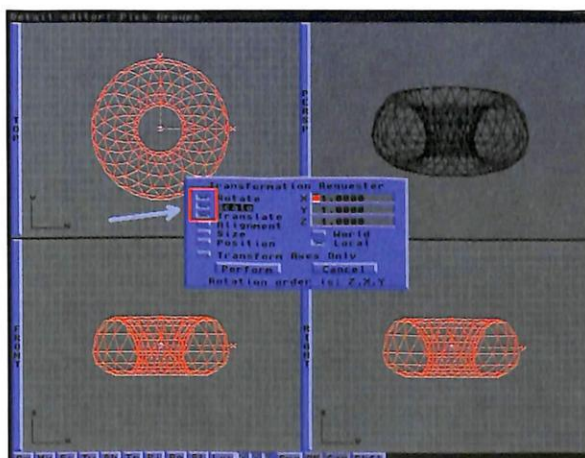 Detail editor: Pick Groups
TOP
PERSP
Transformation Requester
Rotate X 1.0000
Scale Y 1.0000
Translate Z 1.0000
Alignment
Size World
Position Local
Transform Axes Only
Perform Cancel
Rotation order is: Z,X,Y
FRONT
RIGHT